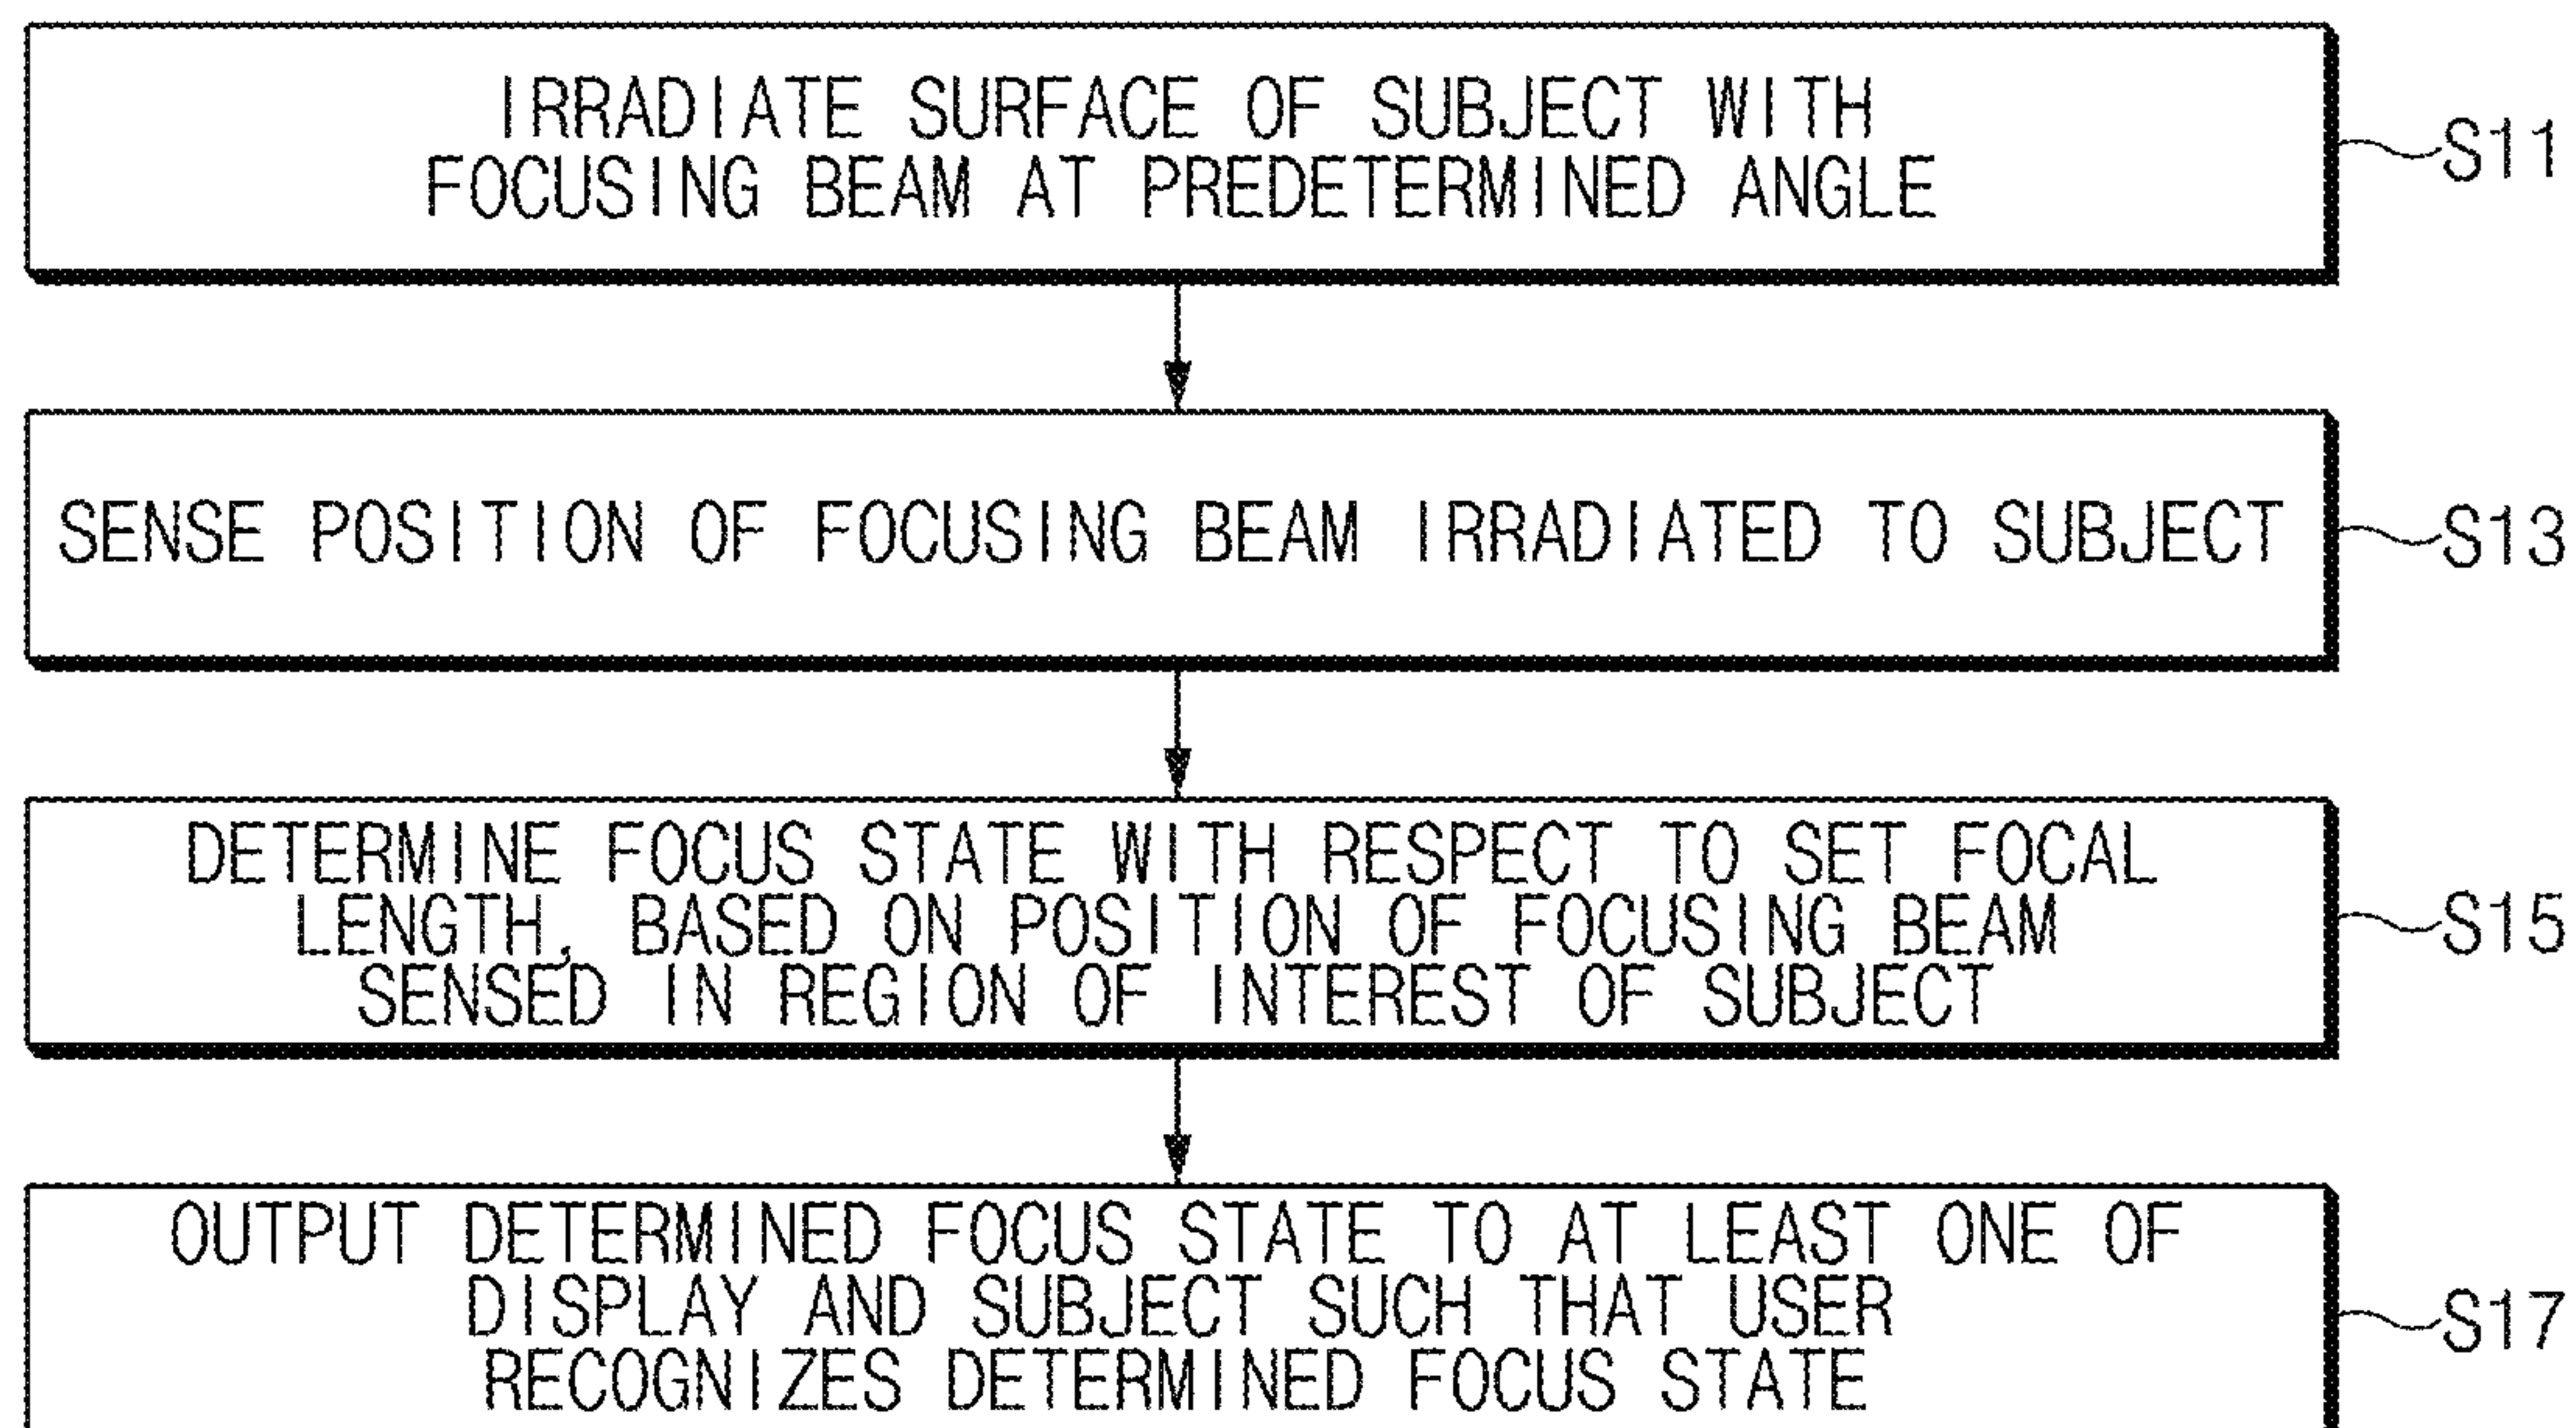 IRRADIATE SURFACE OF SUBJECT WITH
FOCUSING BEAM AT PREDETERMINED ANGLE
S11
SENSE POSITION OF FOCUSING BEAM IRRADIATED TO SUBJECT
S13
DETERMINE FOCUS STATE WITH RESPECT TO SET FOCAL
LENGTH, BASED ON POSITION OF FOCUSING BEAM
SENSED IN REGION OF INTEREST OF SUBJECT
S15
OUTPUT DETERMINED FOCUS STATE TO AT LEAST ONE OF
DISPLAY AND SUBJECT SUCH THAT USER
RECOGNIZES DETERMINED FOCUS STATE
S17